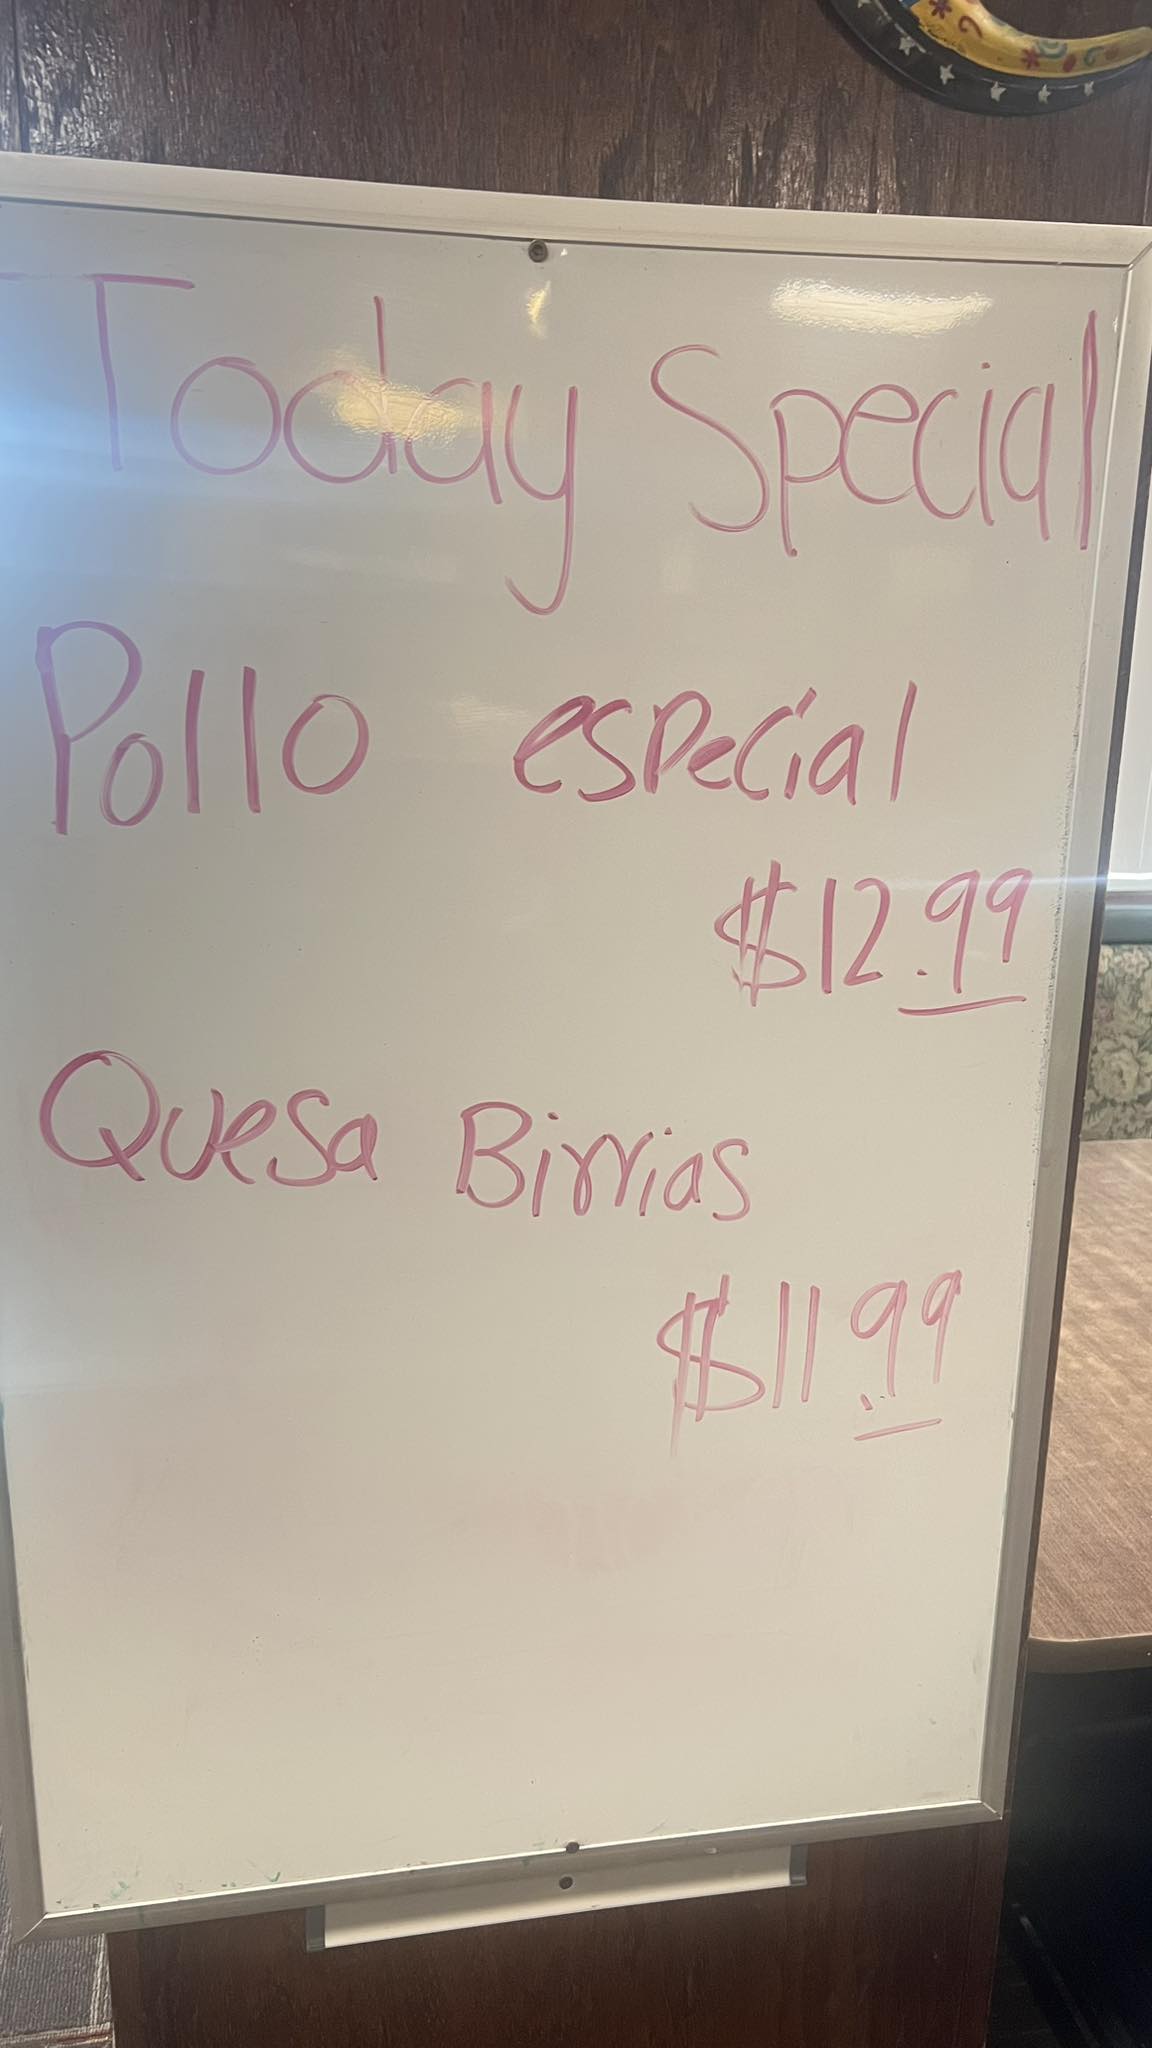 Today Special
Pollo especial
$12.99
Quesa Birrias
$11.99